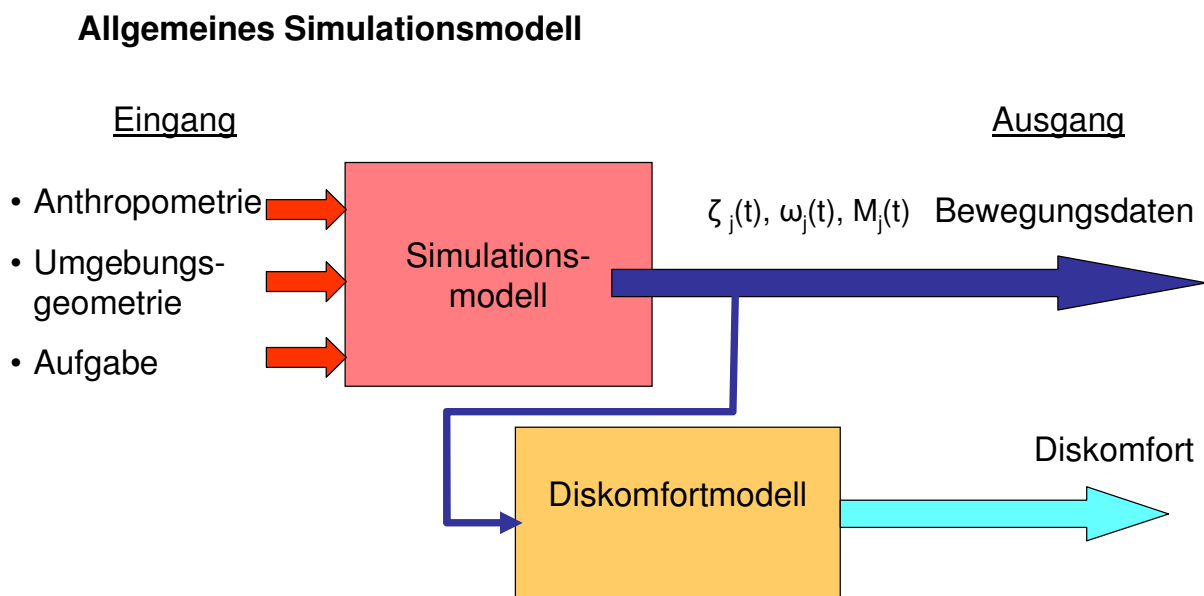 Allgemeines Simulationsmodell
Eingang
Ausgang
• Anthropometrie
• Umgebungs-
geometrie
• Aufgabe
Simulations-
modell
ζ j(t), ωj(t), Mj(t) Bewegungsdaten
Diskomfortmodell
Diskomfort